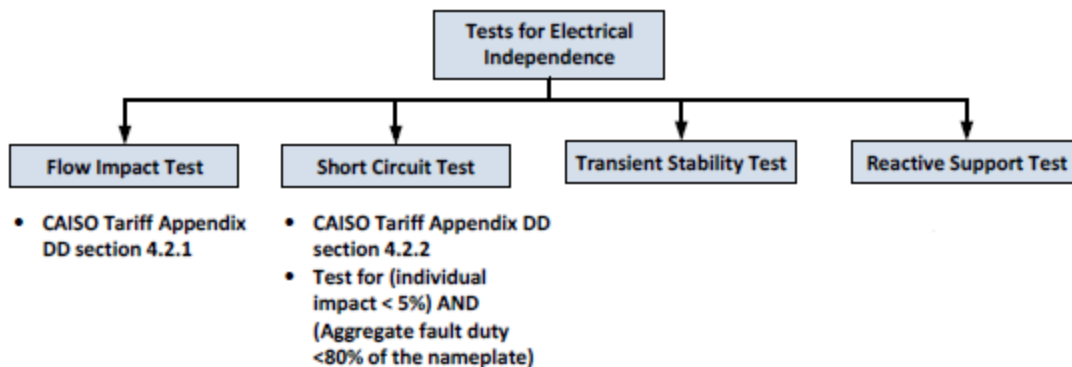 Tests for Electrical
Independence
Flow Impact Test
Short Circuit Test
Transient Stability Test
Reactive Support Test
• CAISO Tariff Appendix
DD section 4.2.1
• CAISO Tariff Appendix DD
section 4.2.2
• Test for (individual
impact < 5%) AND
(Aggregate fault duty
<80% of the nameplate)